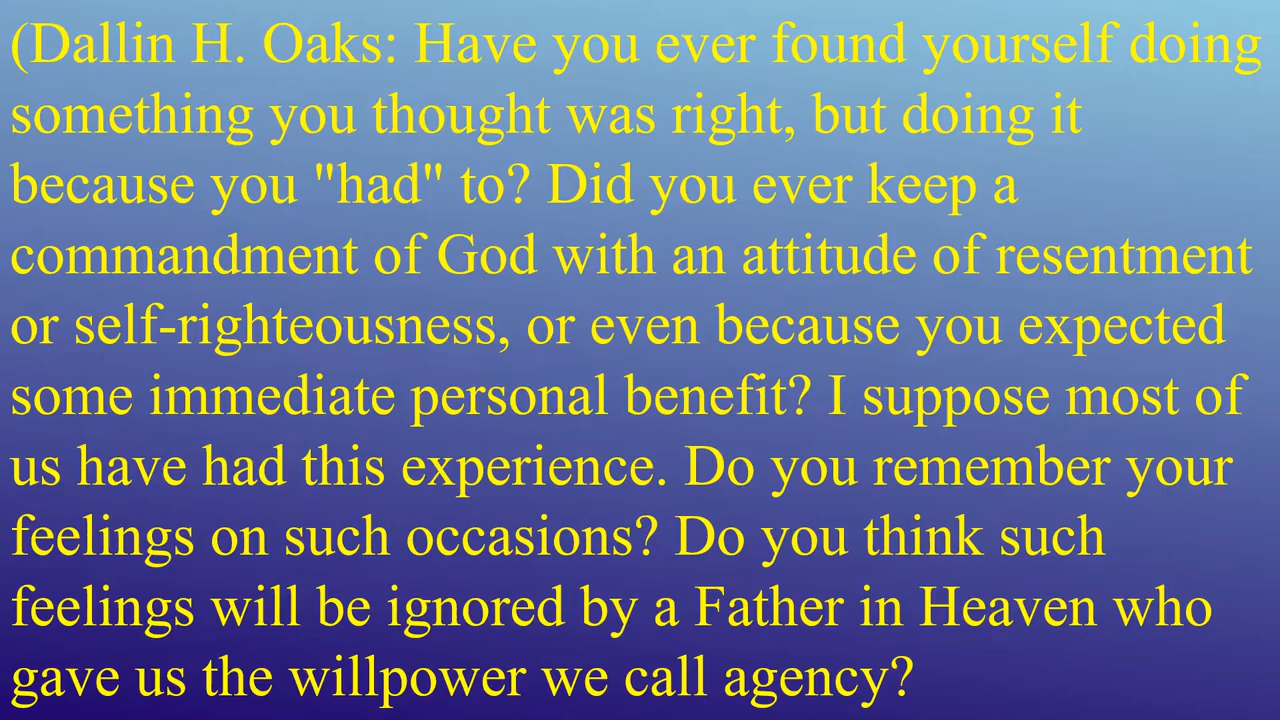 (Dallin H. Oaks: Have you ever found yourself doing
something you thought was right, but doing it
because you "had" to? Did you ever keep a
commandment of God with an attitude of resentment
or self-righteousness, or even because you expected
some immediate personal benefit? I suppose most of
us have had this experience. Do you remember your
feelings on such occasions? Do you think such
feelings will be ignored by a Father in Heaven who
gave us the willpower we call agency?